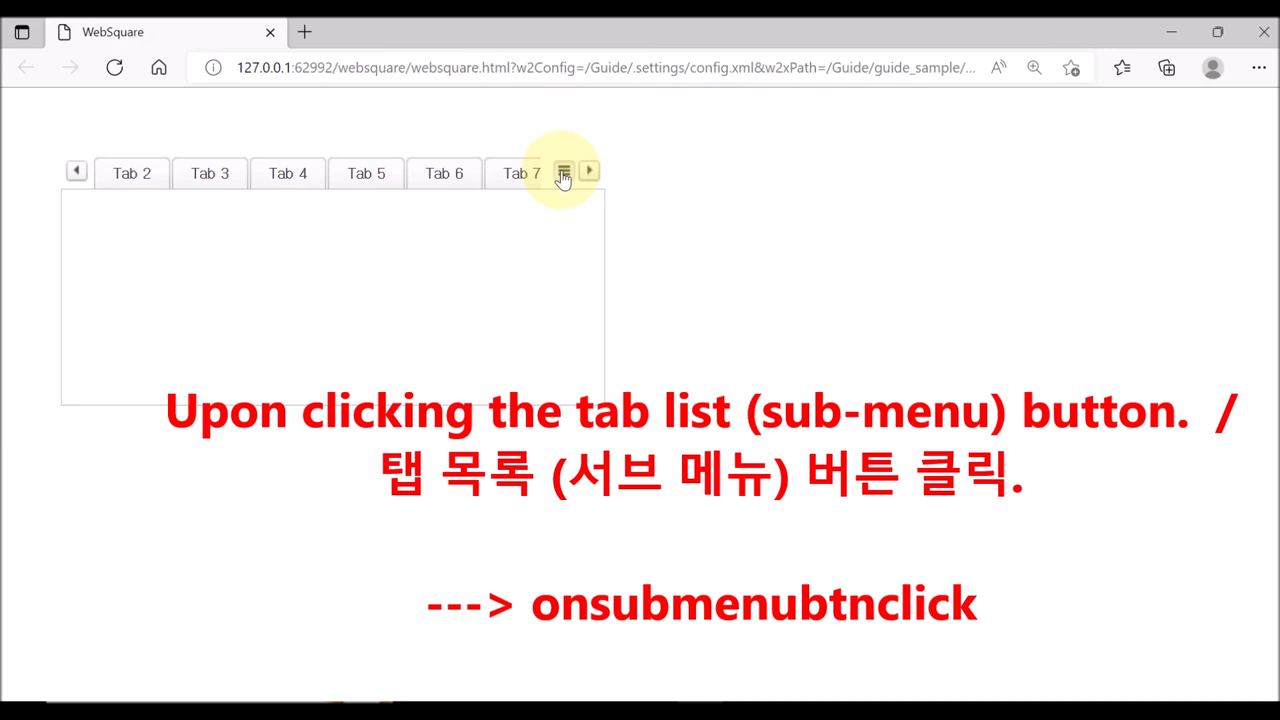 WebSquare
127.0.0.1:62992/websquare/websquare.html?w2Config=/Guide/.settings/config.xml&w2xPath=/Guide/guide_sample/...
Tab 2 Tab 3 Tab 4 Tab 5 Tab 6 Tab 7
Upon clicking the tab list (sub-menu) button. /
탭 목록 (서브 메뉴) 버튼 클릭.
---> onsubmenubtnclick